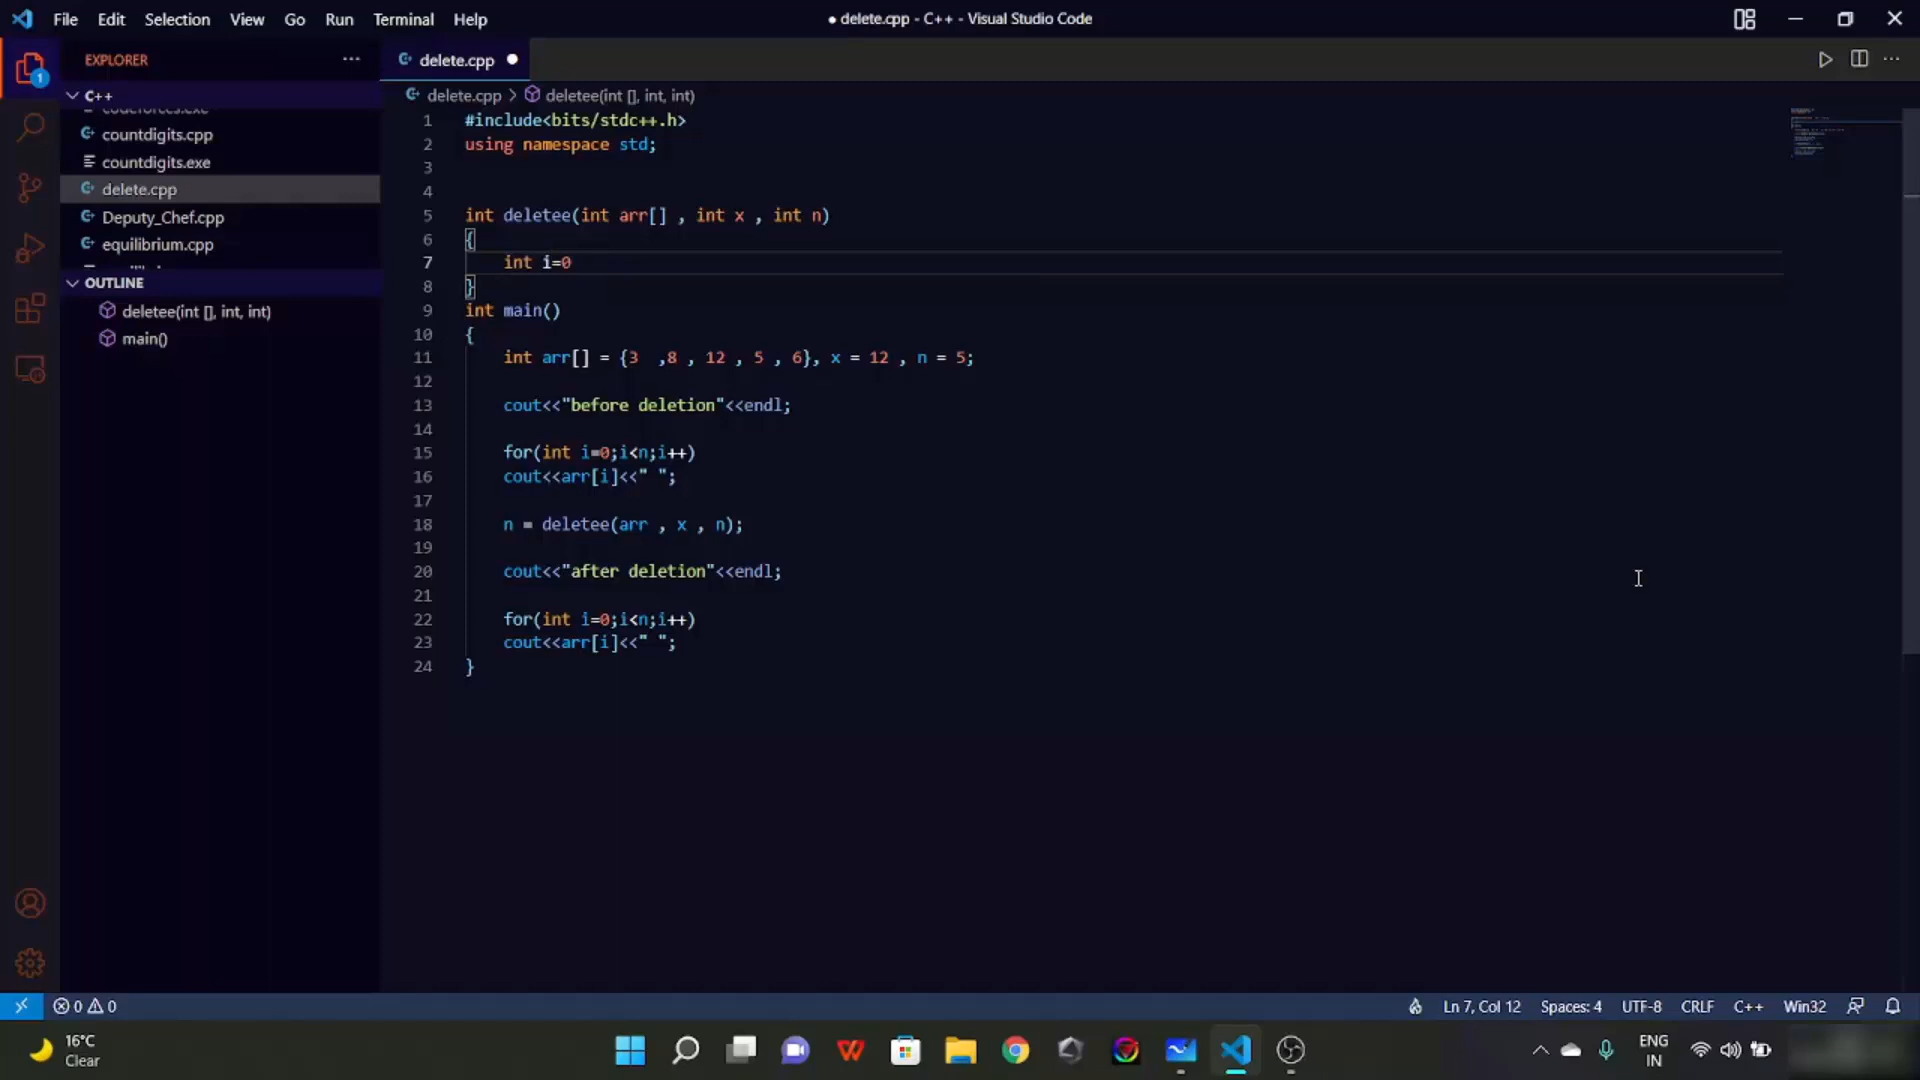 File Edit Selection View Go Run Terminal Help
● delete.cpp - C++ - Visual Studio Code
EXPLORER
delete.cpp
C++
codeforces.exe
countdigits.cpp
countdigits.exe
delete.cpp
Deputy_Chef.cpp
equilibrium.cpp
OUTLINE
deletee(int [], int, int)
main()
1
delete.cpp > deletee(int [], int, int)
1 #include<bits/stdc++.h>
2 using namespace std;
3
4
5 int deletee(int arr[] , int x , int n)
6 {
7 int i=0
8 }
9 int main()
10 {
11 int arr[] = {3  ,8 , 12 , 5 , 6}, x = 12 , n = 5;
12
13 cout<<"before deletion"<<endl;
14
15 for(int i=0;i<n;i++)
16 cout<<arr[i]<<" ";
17
18 n = deletee(arr , x , n);
19
20 cout<<"after deletion"<<endl;
21
22 for(int i=0;i<n;i++)
23 cout<<arr[i]<<" ";
24 }
0 0
Ln 7, Col 12 Spaces: 4 UTF-8 CRLF C++ Win32
16°C
Clear
ENG
IN